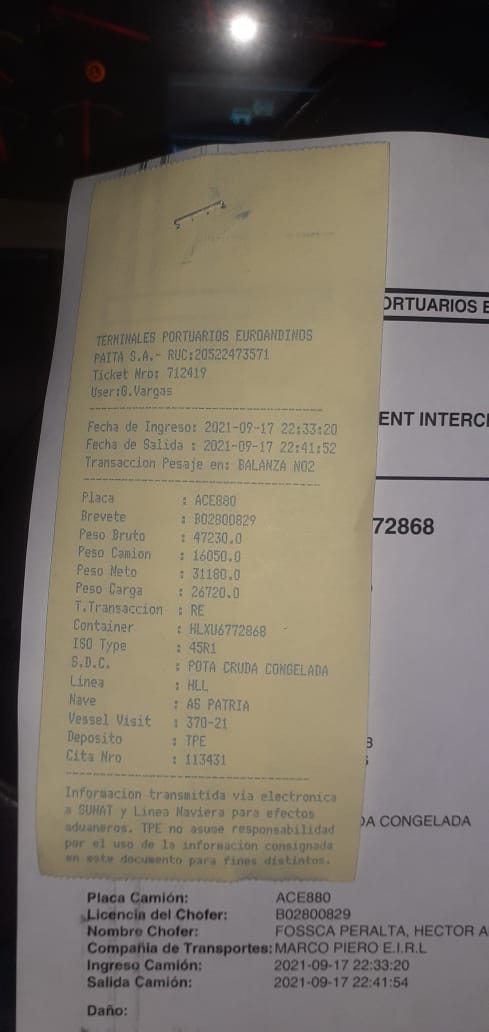 TERMINALES PORTUARIOS EUROANDINOS
PAITA S.A.- RUC:20522473571
Ticket Nro: 712419
User:G.Vargas
Fecha de Ingreso: 2021-09-17 22:33:20
Fecha de Salida : 2021-09-17 22:41:52
Transaccion Pesaje en: BALANZA NO2
Placa : ACE880
Brevete : B02800829
Peso Bruto : 47230.0
Peso Camion : 16050.0
Peso Neto : 31180.0
Peso Carga : 26720.0
T.Transaccion : RE
Container : HLXU6772868
ISO Type : 45R1
S.D.C. : POTA CRUDA CONGELADA
Linea : HLL
Nave : AS PATRIA
Vessel Visit : 370-21
Deposito : TPE
Cita Nro : 113431
Informacion transmitida via electronica
a SUNAT y Linea Naviera para efectos
aduaneros. TPE no asume responsabilidad
por el uso de la informacion consignada
en este documento para fines distintos.
ORTUARIOS E
ENT INTERC
72868
DA CONGELADA
Placa Camión: ACE880
Licencia del Chofer: B02800829
Nombre Chofer: FOSSCA PERALTA, HECTOR A
Compañia de Transportes: MARCO PIERO E.I.R.L
Ingreso Camión: 2021-09-17 22:33:20
Salida Camión: 2021-09-17 22:41:54
Daño: